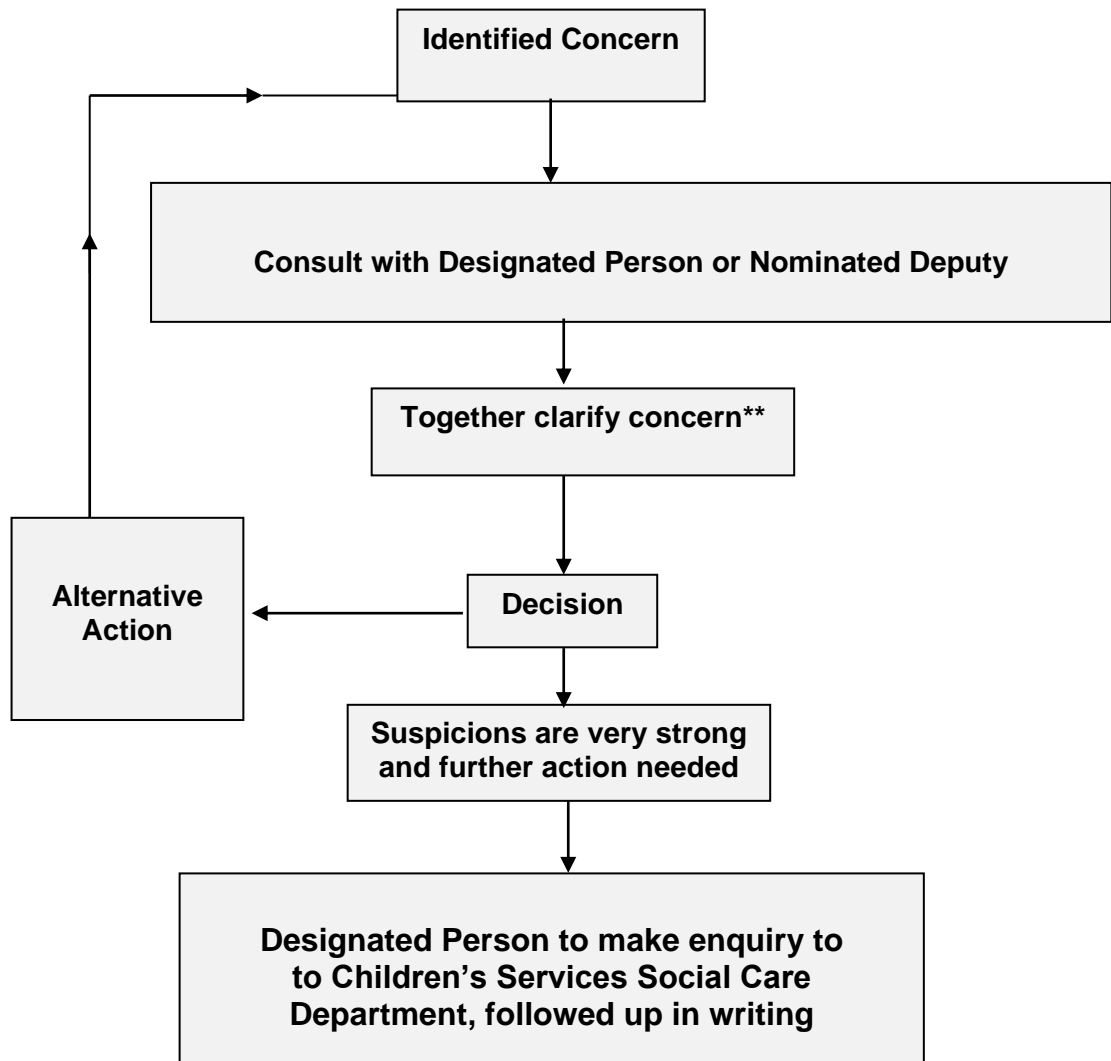 Identified Concern
Consult with Designated Person or Nominated Deputy
Together clarify concern**
Alternative
Action
Decision
Suspicions are very strong
and further action needed
Designated Person to make enquiry to
to Children’s Services Social Care
Department, followed up in writing